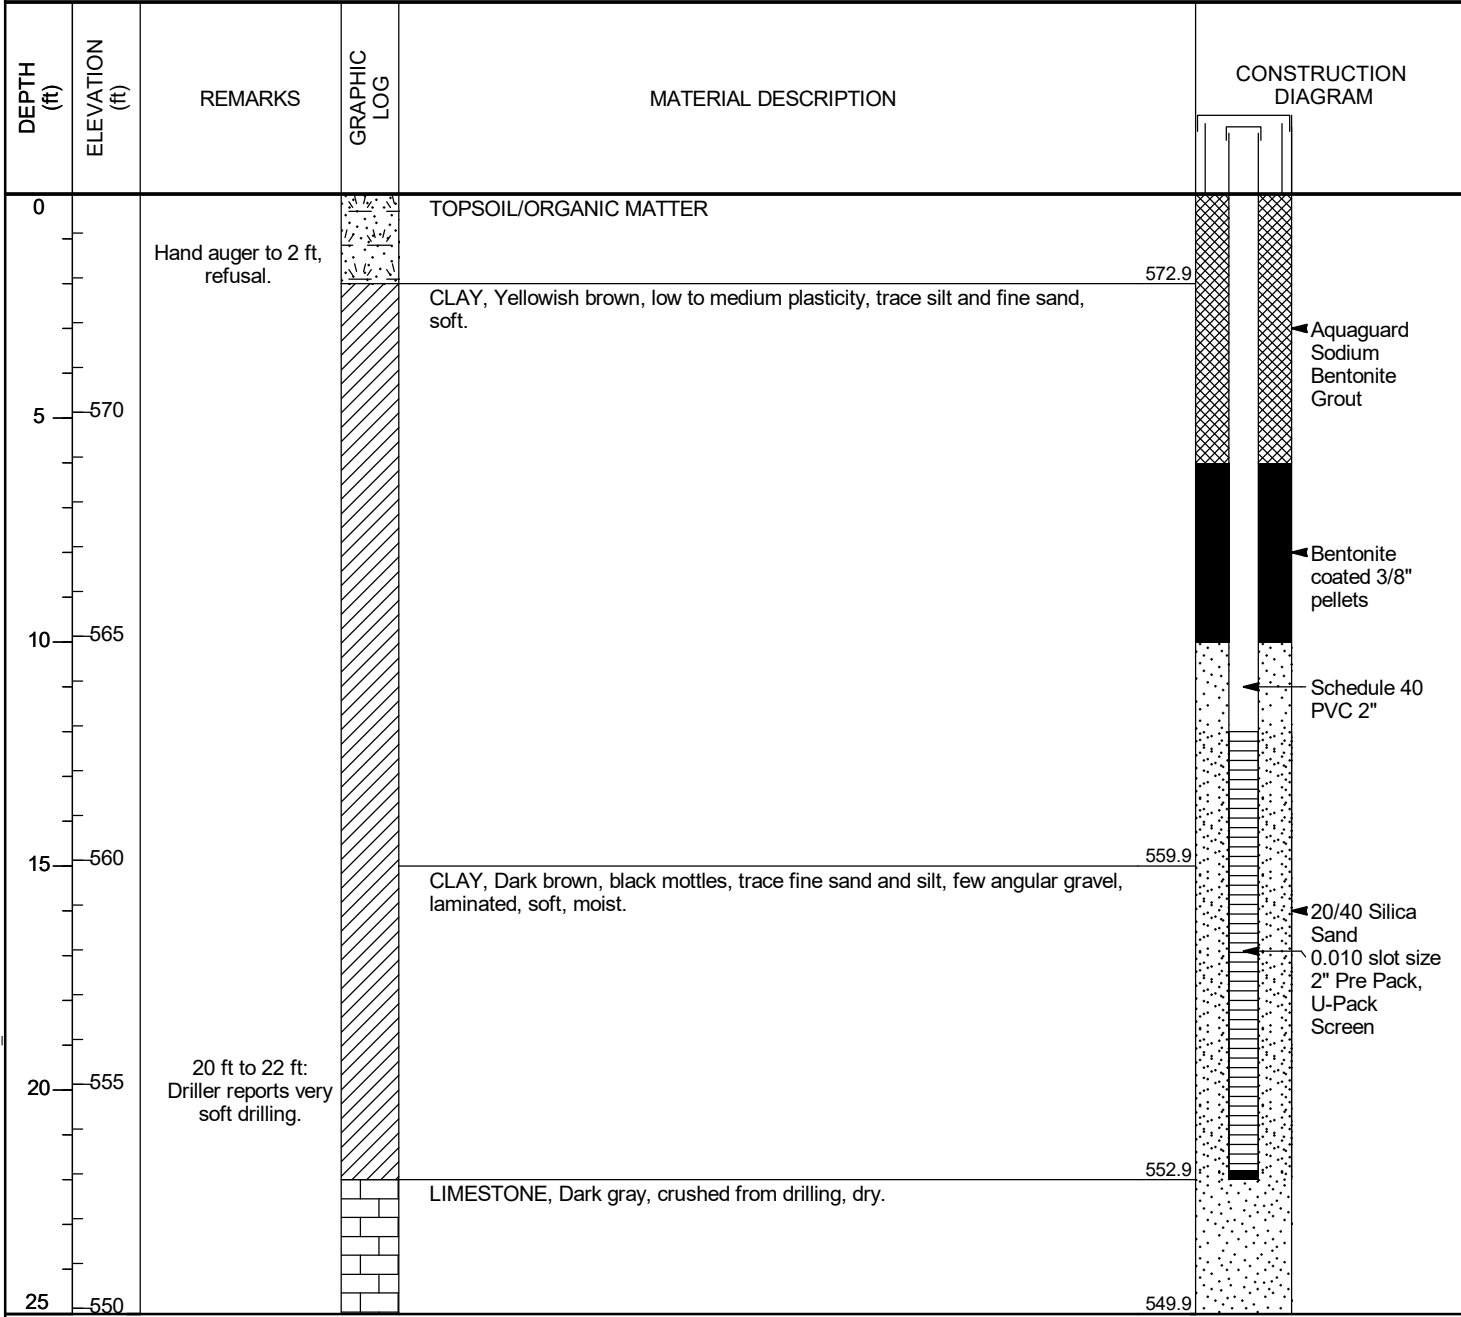 DEPTH
(ft)
ELEVATION
(ft)
REMARKS
GRAPHIC
LOG
MATERIAL DESCRIPTION
CONSTRUCTION
DIAGRAM
0
TOPSOIL/ORGANIC MATTER
Hand auger to 2 ft,
refusal.
572.9
CLAY, Yellowish brown, low to medium plasticity, trace silt and fine sand,
soft.
Aquaguard
Sodium
Bentonite
Grout
5
570
Bentonite
coated 3/8"
pellets
10
565
Schedule 40
PVC 2"
15
560
559.9
CLAY, Dark brown, black mottles, trace fine sand and silt, few angular gravel,
laminated, soft, moist.
20/40 Silica
Sand
0.010 slot size
2" Pre Pack,
U-Pack
Screen
20 ft to 22 ft:
Driller reports very
soft drilling.
20
555
552.9
LIMESTONE, Dark gray, crushed from drilling, dry.
25
550
549.9